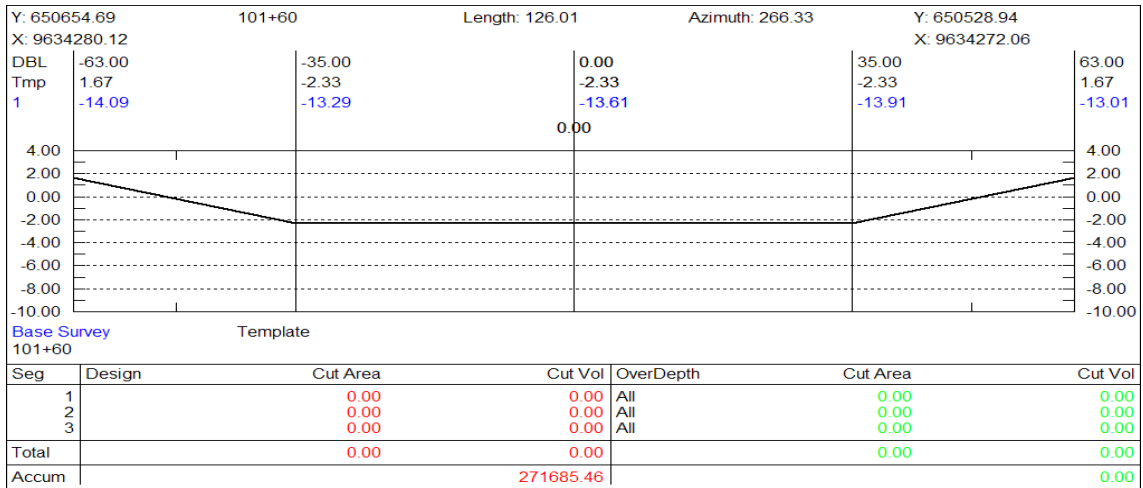 Y: 650654.69 101+60 Length: 126.01 Azimuth: 266.33 Y: 650528.94
X: 9634280.12 X: 9634272.06
DBL -63.00 -35.00 0.00 35.00 63.00
Tmp 1.67 -2.33 -2.33 -2.33 1.67
1 -14.09 -13.29 -13.61 -13.91 -13.01
0.00
4.00 4.00
2.00 2.00
0.00 0.00
-2.00 -2.00
-4.00 -4.00
-6.00 -6.00
-8.00 -8.00
-10.00 -10.00
Base Survey Template
101+60
Seg Design Cut Area Cut Vol OverDepth Cut Area Cut Vol
1 0.00 0.00 All 0.00 0.00
2 0.00 0.00 All 0.00 0.00
3 0.00 0.00 All 0.00 0.00
Total 0.00 0.00 0.00 0.00
Accum 271685.46 0.00